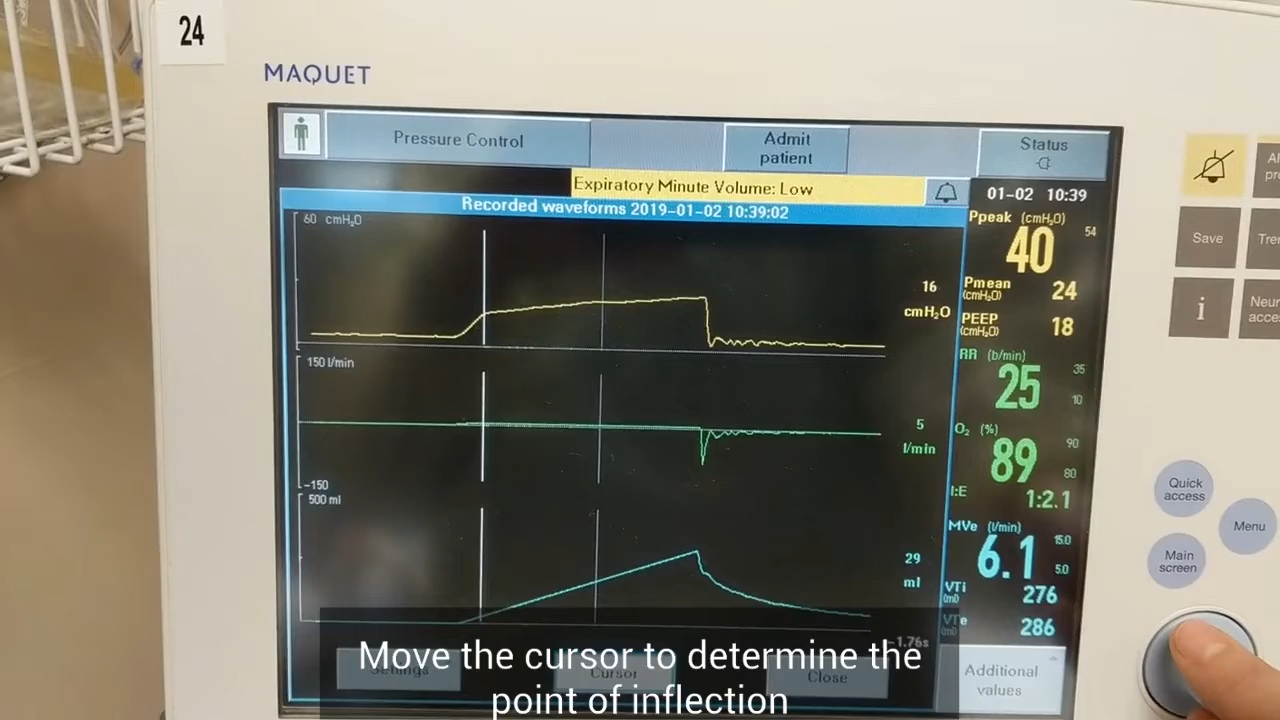 24
MAQUET
Pressure Control
Admit
patient
Status
Expiratory Minute Volume: Low
01-02 10:39
Recorded waveforms 2019-01-02 10:39:02
60 cmH₂O
Ppeak (cmH₂O)
40
54
16
cmH₂O
Pmean
(cmH₂O)
24
PEEP
(cmH₂O)
18
150 l/min
RR (b/min)
25
35
10
5
l/min
O₂ (%)
89
90
80
-150
I:E
1:2.1
500 ml
MVe (l/min)
6.1
15.0
5.0
29
ml
VTi
(ml)
276
VTe
(ml)
286
-1.76s
Settings
Cursor
Close
Additional
values
Save
Quick
access
Menu
Main
screen
Move the cursor to determine the
point of inflection